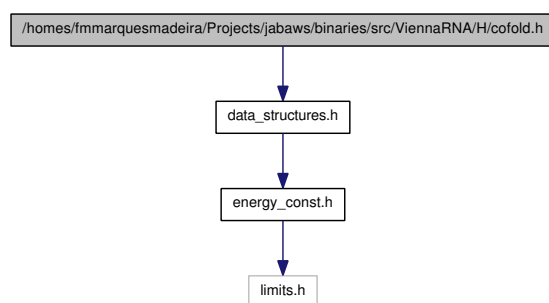 /homes/fmmarquesmadeira/Projects/jabaws/binaries/src/ViennaRNA/H/cofold.h
data_structures.h
energy_const.h
limits.h